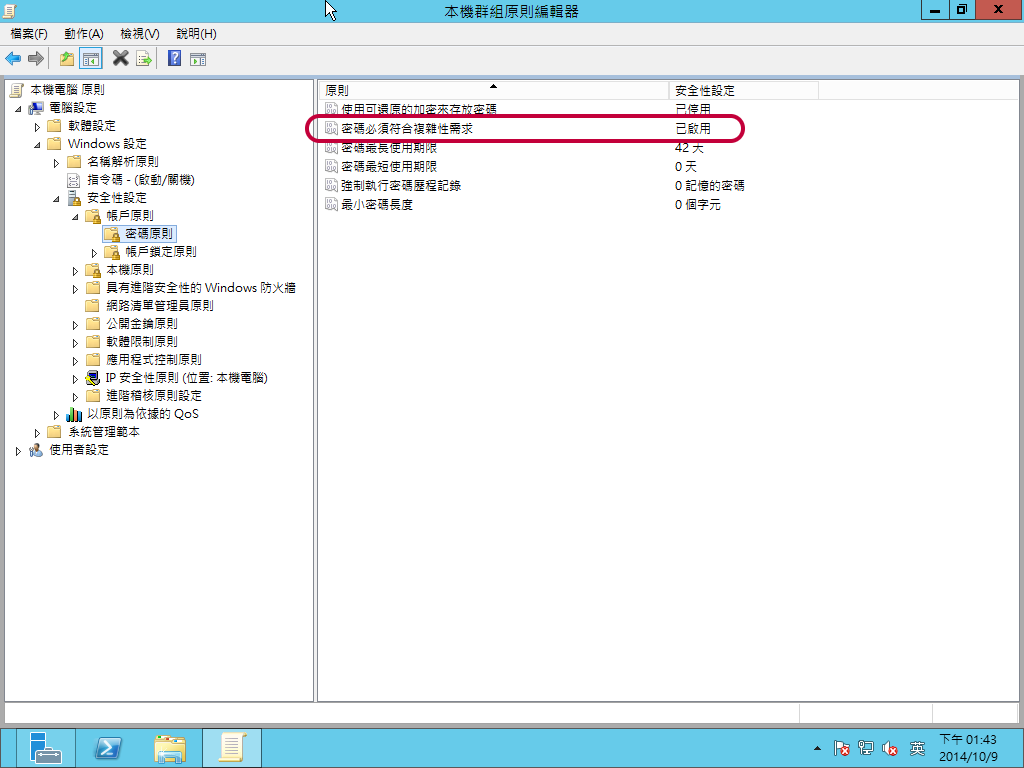 本機群組原則編輯器
檔案(F) 動作(A) 檢視(V) 說明(H)
本機電腦 原則
電腦設定
軟體設定
Windows 設定
名稱解析原則
指令碼 - (啟動/關機)
安全性設定
帳戶原則
密碼原則
帳戶鎖定原則
本機原則
具有進階安全性的 Windows 防火牆
網路清單管理員原則
公開金鑰原則
軟體限制原則
應用程式控制原則
IP 安全性原則 (位置: 本機電腦)
進階稽核原則設定
以原則為依據的 QoS
系統管理範本
使用者設定
原則 安全性設定
使用可還原的加密來存放密碼 已停用
密碼必須符合複雜性需求 已啟用
密碼最長使用期限 42 天
密碼最短使用期限 0 天
強制執行密碼歷程記錄 0 記憶的密碼
最小密碼長度 0 個字元
英
下午 01:43
2014/10/9